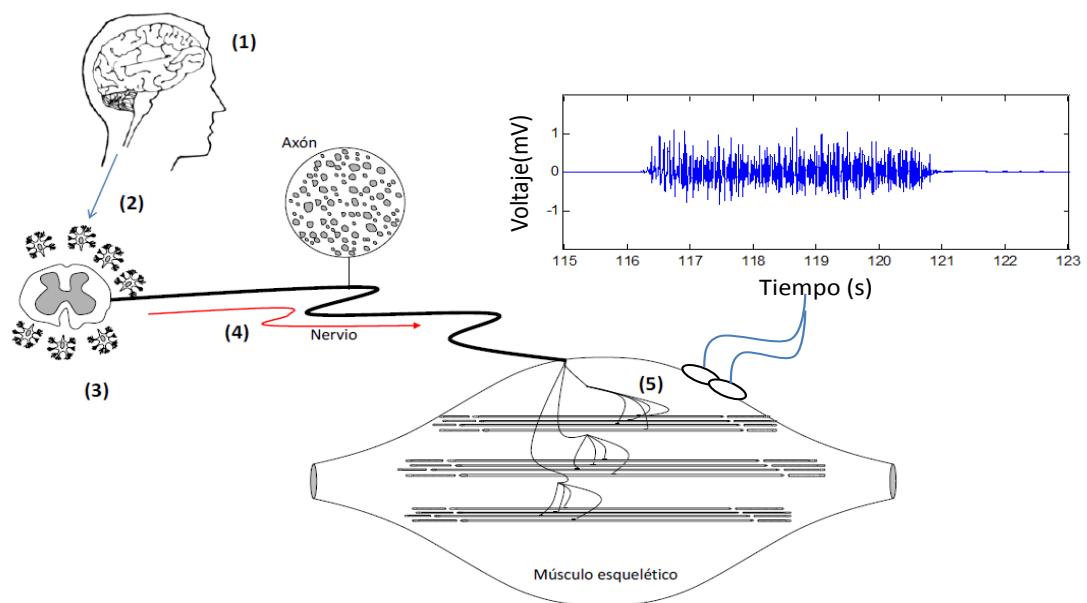 (1)
Axón
(2)
(3)
(4)
Nervio
(5)
Músculo esquelético
Voltaje(mV)
1
0
-1
115 116 117 118 119 120 121 122 123
Tiempo (s)